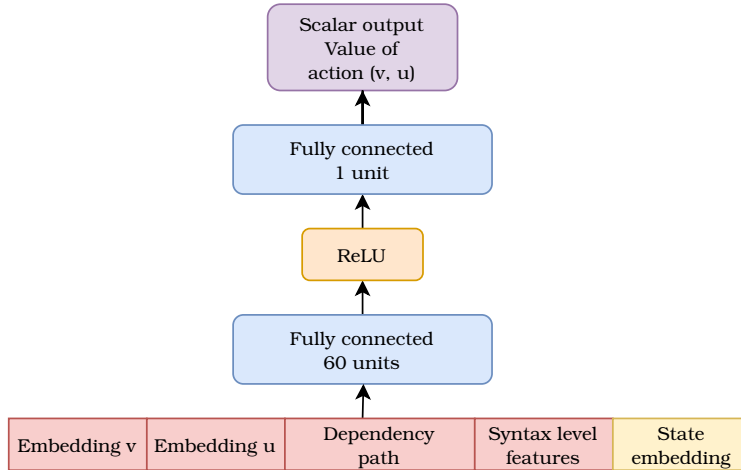 Scalar output
Value of
action (v, u)
Fully connected
1 unit
ReLU
Fully connected
60 units
Embedding v
Embedding u
Dependency
path
Syntax level
features
State
embedding